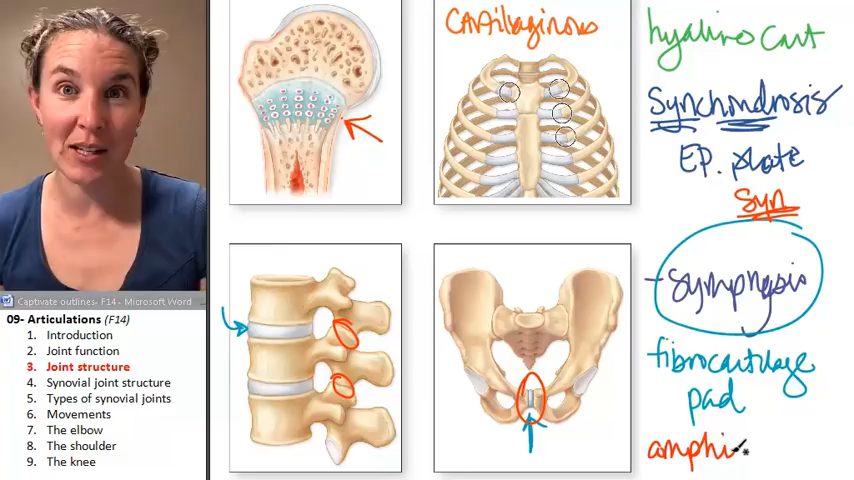 Cartilaginous
hyaline Cart
Synchondrosis
EP. plate
Syn
- Symphysis
fibrocartilage
pad
amphi
Captivate outlines- F14 - Microsoft Word
09- Articulations (F14)
1. Introduction
2. Joint function
3. Joint structure
4. Synovial joint structure
5. Types of synovial joints
6. Movements
7. The elbow
8. The shoulder
9. The knee